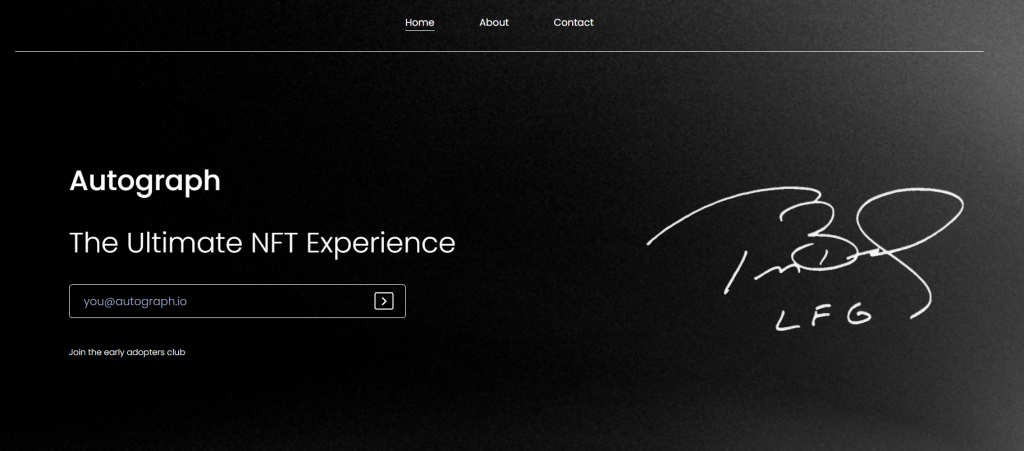 Home About Contact
Autograph
The Ultimate NFT Experience
you@autograph.io
Join the early adopters club
LFG